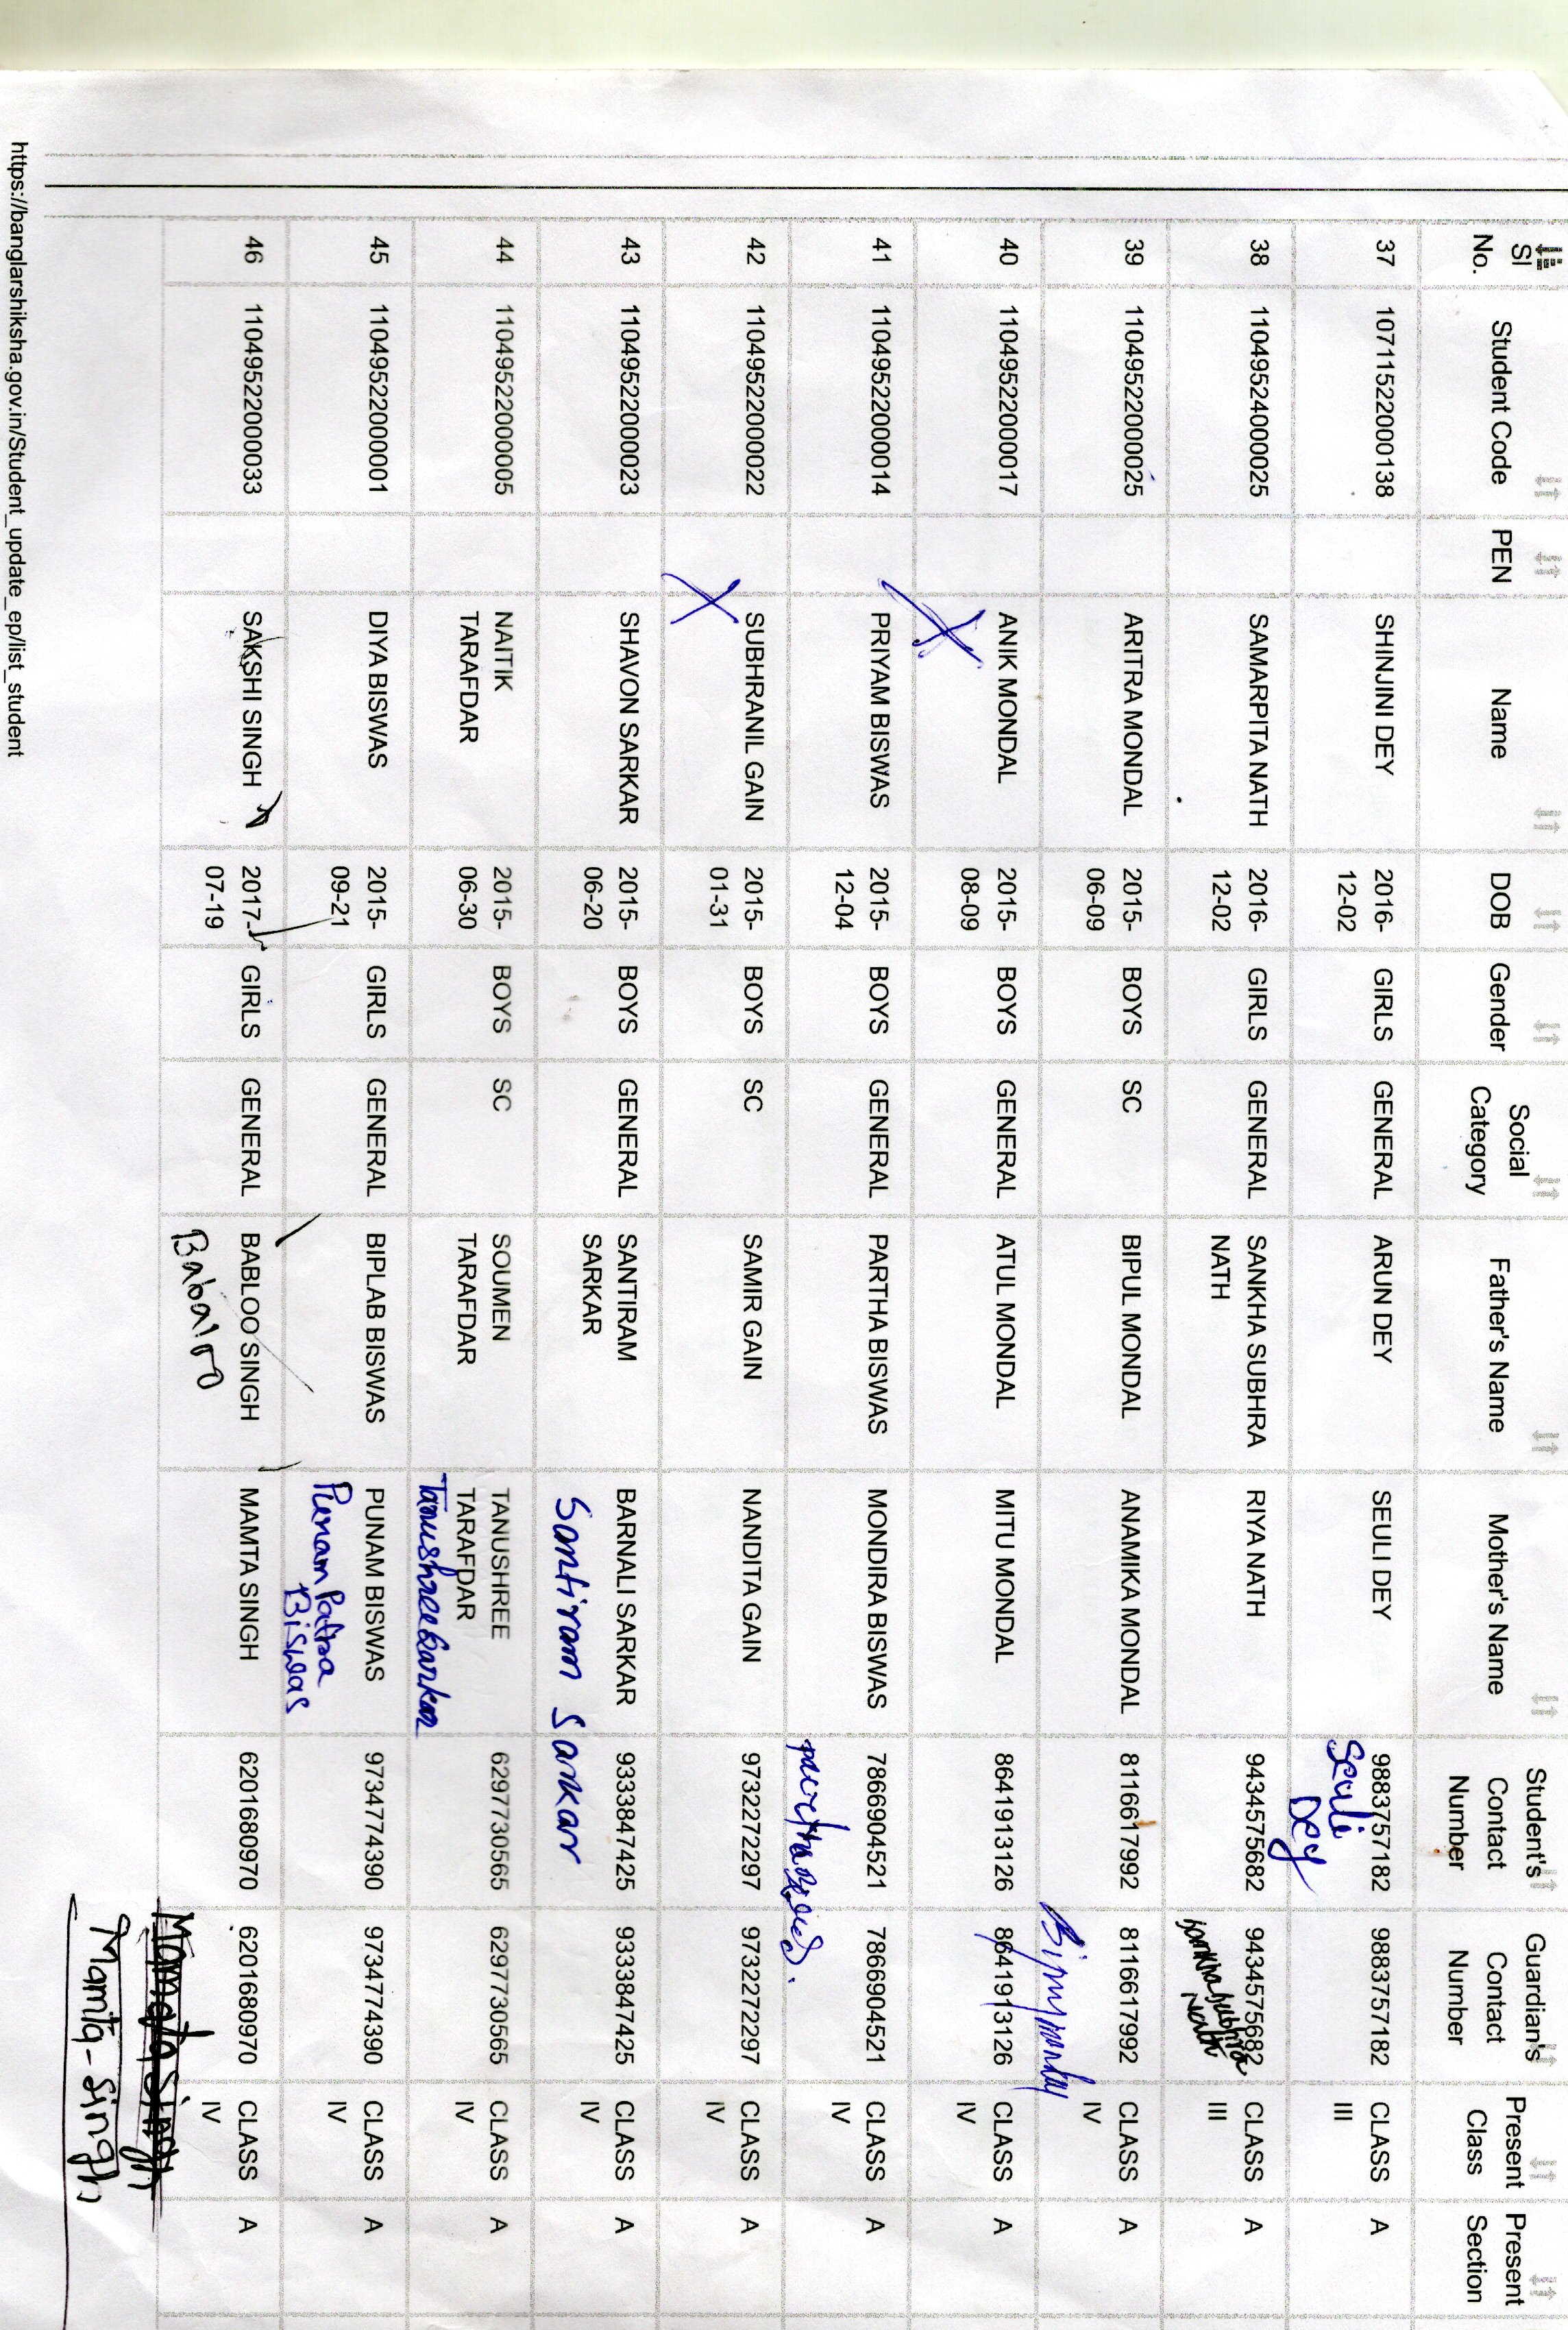 Sl No. Student Code PEN Name DOB Gender Social Category Father's Name Mother's Name Student's Contact Number Guardian's Contact Number Present Class Present Section
37 10711522000138 SHINJINI DEY 2016-12-02 GIRLS GENERAL ARUN DEY SEULI DEY 9883757182 9883757182 CLASS III A
Seuli Dey
38 11049524000025 SAMARPITA NATH 2016-12-02 GIRLS GENERAL SANKHA SUBHRA NATH RIYA NATH 9434575682 9434575682 CLASS III A
Sankha Subhra Nath
39 11049522000025 ARITRA MONDAL 2015-06-09 BOYS SC BIPUL MONDAL ANAMIKA MONDAL 8116617992 8116617992 CLASS IV A
40 11049522000017 ANIK MONDAL 2015-08-09 BOYS GENERAL ATUL MONDAL MITU MONDAL 8641913126 8641913126 CLASS IV A
41 11049522000014 PRIYAM BISWAS 2015-12-04 BOYS GENERAL PARTHA BISWAS MONDIRA BISWAS 7866904521 7866904521 CLASS IV A
42 11049522000022 SUBHRANIL GAIN 2015-01-31 BOYS SC SAMIR GAIN NANDITA GAIN 9732272297 9732272297 CLASS IV A
43 11049522000023 SHAVON SARKAR 2015-06-20 BOYS GENERAL SANTIRAM SARKAR BARNALI SARKAR 9333847425 9333847425 CLASS IV A
Santiram Sarkar
44 11049522000005 NAITIK TARAFDAR 2015-06-30 BOYS SC SOUMEN TARAFDAR TANUSHREE TARAFDAR 6297730565 6297730565 CLASS IV A
Tanushree Sarkar
45 11049522000001 DIYA BISWAS 2015-09-21 GIRLS GENERAL BIPLAB BISWAS PUNAM BISWAS 9734774390 9734774390 CLASS IV A
Punam Patra Biswas
46 11049522000033 SAKSHI SINGH 2017-07-19 GIRLS GENERAL BABLOO SINGH MAMTA SINGH 6201680970 6201680970 CLASS IV A
Babaloo
Mamta Singh
Mamta-Singh
https://banglarshiksha.gov.in/Student_update_ep/list_student